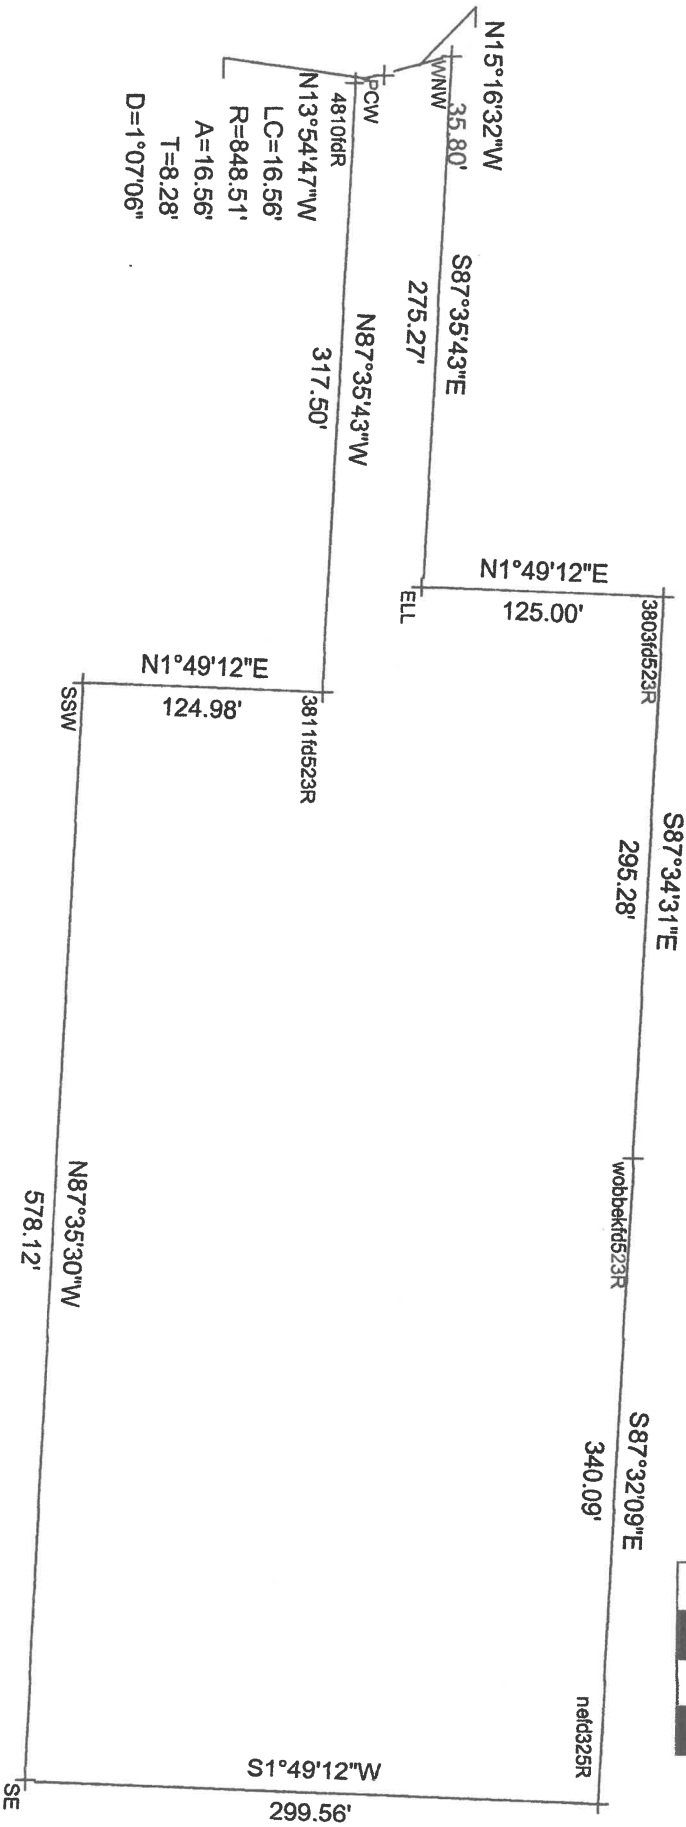 N15°16'32"W
35.80'
WNW
PCW
4810fdR
N13°54'47"W
LC=16.56'
R=848.51'
A=16.56'
T=8.28'
D=1°07'06"
S87°35'43"E
275.27'
N87°35'43"W
317.50'
N1°49'12"E
125.00'
ELL
3803fd523R
N1°49'12"E
124.98'
SSW
3811fd523R
S87°34'31"E
295.28'
wobbekfd523R
N87°35'30"W
578.12'
S87°32'09"E
340.09'
nefd325R
S1°49'12"W
299.56'
SE